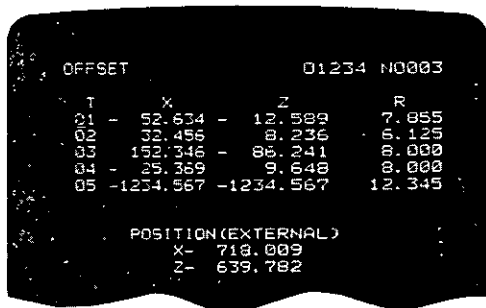 OFFSET O1234 N0003
T X Z R
01 - 52.634 - 12.589 7.855
02 32.456 8.236 6.125
03 152.346 - 86.241 8.000
04 - 25.369 9.648 8.000
05 -1234.567 -1234.567 12.345
POSITION(EXTERNAL)
X- 718.009
Z- 639.782